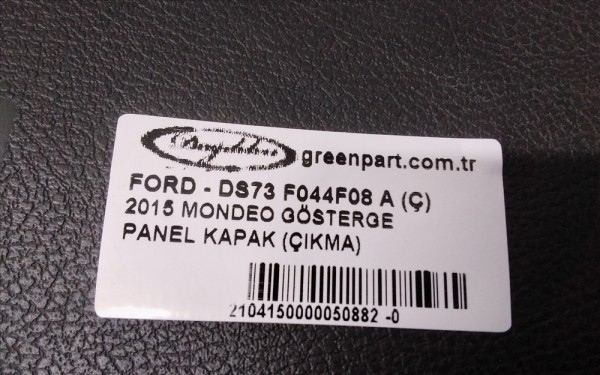 greenpart.com.tr
FORD - DS73 F044F08 A (Ç)
2015 MONDEO GÖSTERGE
PANEL KAPAK (ÇIKMA)
2104150000050882 -0